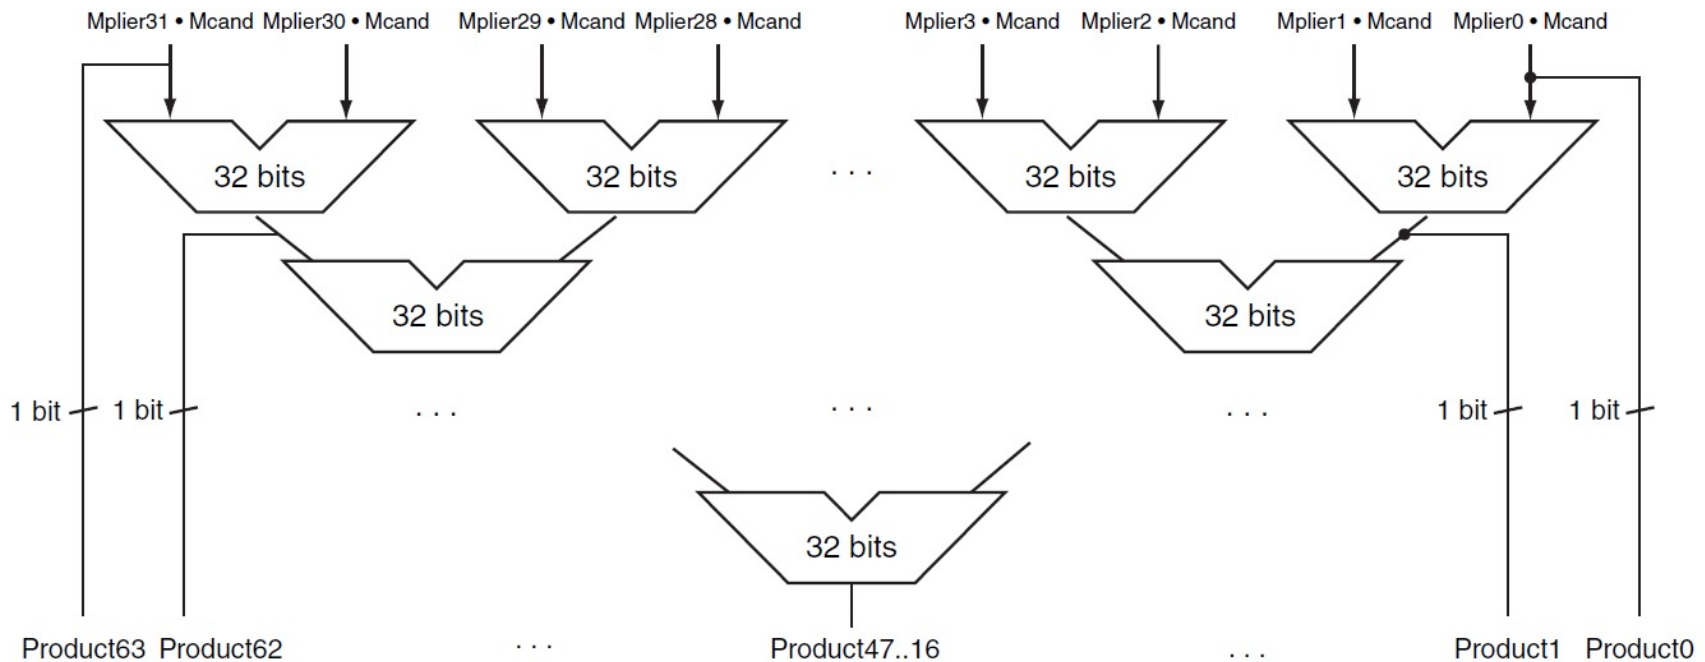 Mplier31 • Mcand Mplier30 • Mcand Mplier29 • Mcand Mplier28 • Mcand Mplier3 • Mcand Mplier2 • Mcand Mplier1 • Mcand Mplier0 • Mcand
32 bits 32 bits . . . 32 bits 32 bits
32 bits 32 bits
1 bit 1 bit . . . . . . . . . 1 bit 1 bit
32 bits
Product63 Product62 . . . Product47..16 . . . Product1 Product0